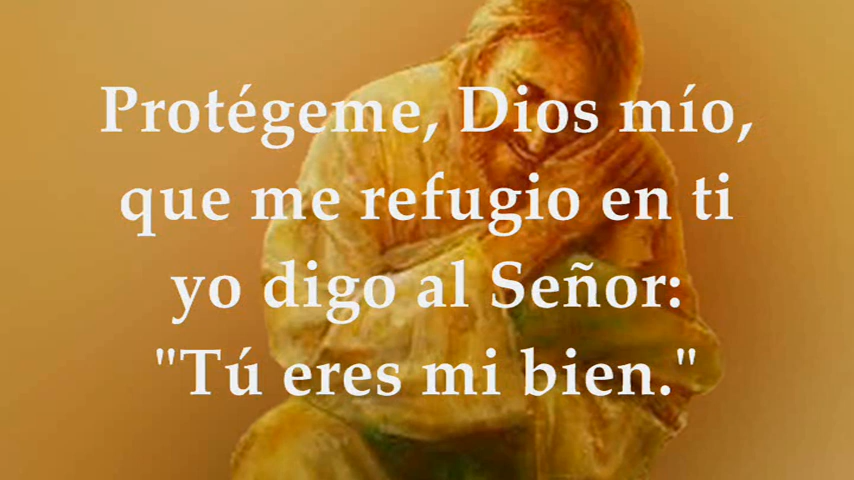 Protégeme, Dios mío,
que me refugio en ti
yo digo al Señor:
"Tú eres mi bien."